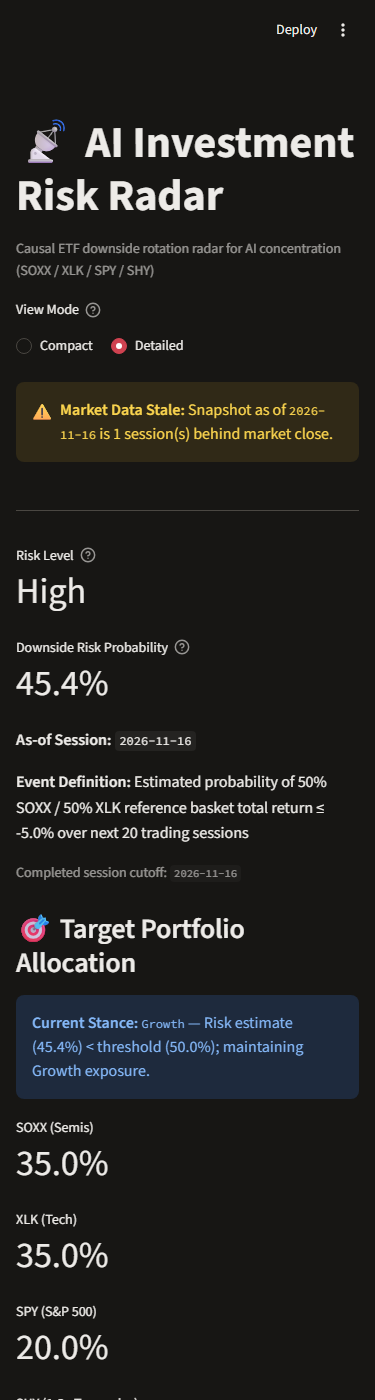 Deploy
AI Investment
Risk Radar
Causal ETF downside rotation radar for AI concentration
(SOXX / XLK / SPY / SHY)
View Mode
Compact Detailed
Market Data Stale: Snapshot as of 2026-
11-16 is 1 session(s) behind market close.
Risk Level
High
Downside Risk Probability
45.4%
As-of Session: 2026-11-16
Event Definition: Estimated probability of 50%
SOXX / 50% XLK reference basket total return ≤
-5.0% over next 20 trading sessions
Completed session cutoff: 2026-11-16
Target Portfolio
Allocation
Current Stance: Growth — Risk estimate
(45.4%) < threshold (50.0%); maintaining
Growth exposure.
SOXX (Semis)
35.0%
XLK (Tech)
35.0%
SPY (S&P 500)
20.0%